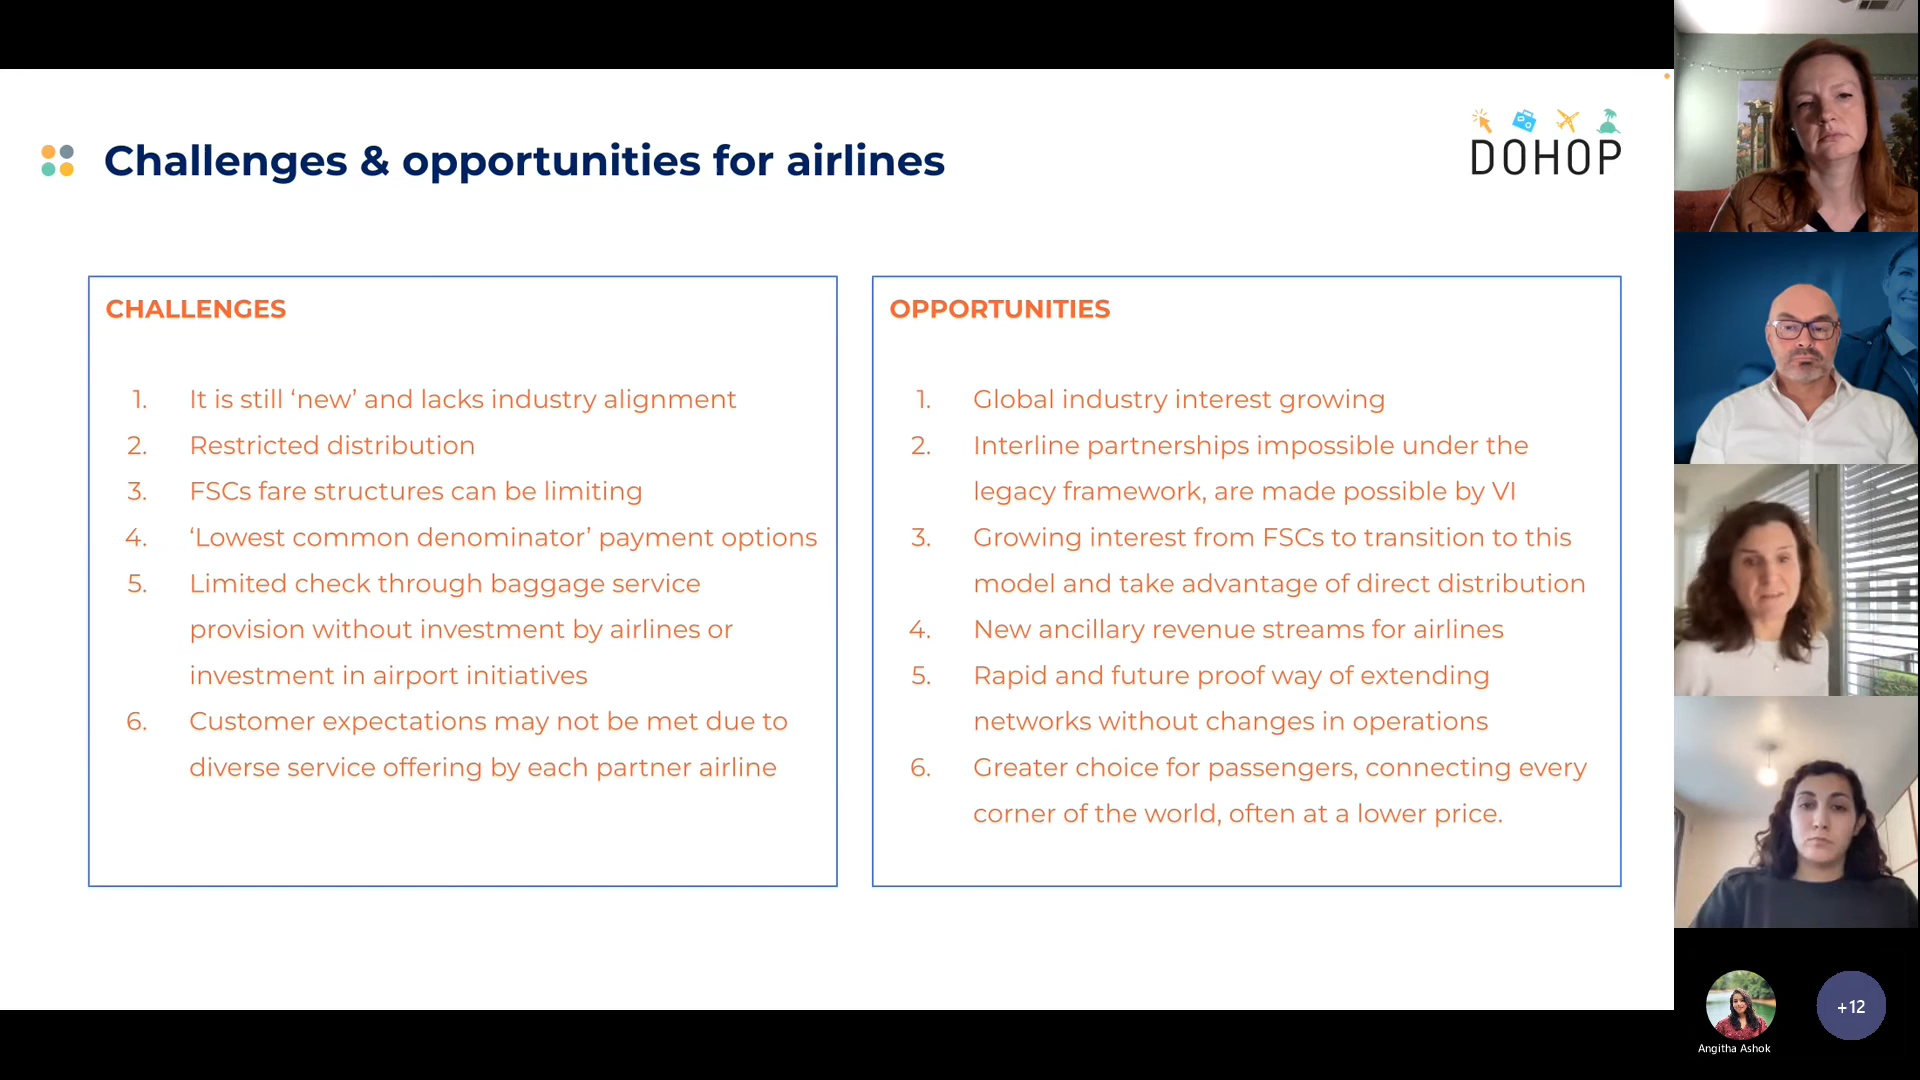 Challenges & opportunities for airlines
DOHOP
CHALLENGES
1. It is still ‘new’ and lacks industry alignment
2. Restricted distribution
3. FSCs fare structures can be limiting
4. ‘Lowest common denominator’ payment options
5. Limited check through baggage service
provision without investment by airlines or
investment in airport initiatives
6. Customer expectations may not be met due to
diverse service offering by each partner airline
OPPORTUNITIES
1. Global industry interest growing
2. Interline partnerships impossible under the
legacy framework, are made possible by VI
3. Growing interest from FSCs to transition to this
model and take advantage of direct distribution
4. New ancillary revenue streams for airlines
5. Rapid and future proof way of extending
networks without changes in operations
6. Greater choice for passengers, connecting every
corner of the world, often at a lower price.
+12
Angitha Ashok